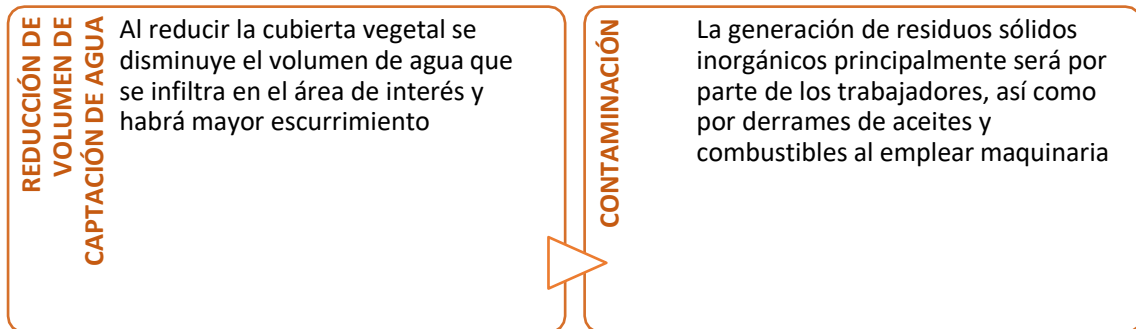 REDUCCIÓN DE
VOLUMEN DE
CAPTACIÓN DE AGUA
Al reducir la cubierta vegetal se
disminuye el volumen de agua que
se infiltra en el área de interés y
habrá mayor escurrimiento
CONTAMINACIÓN
La generación de residuos sólidos
inorgánicos principalmente será por
parte de los trabajadores, así como
por derrames de aceites y
combustibles al emplear maquinaria